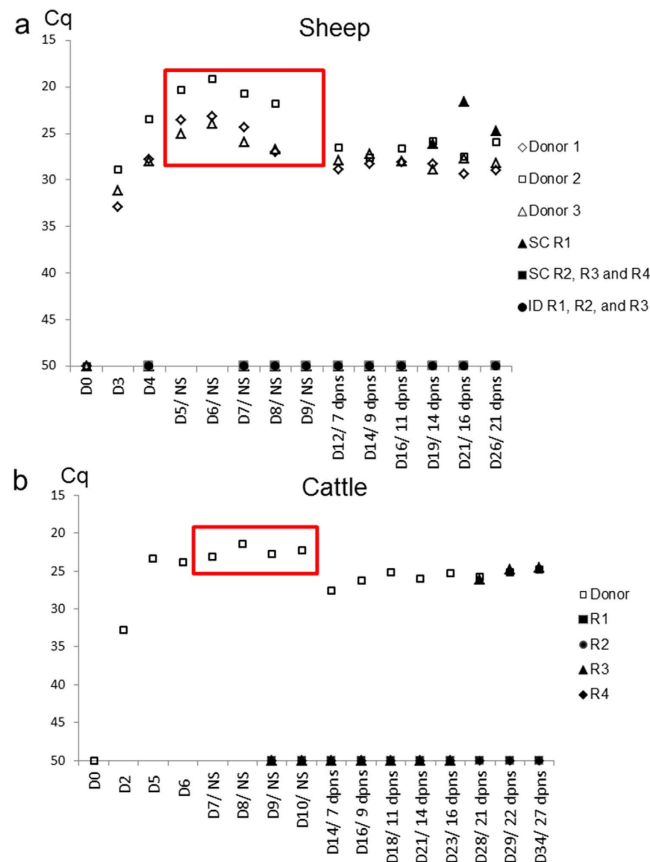 a
Cq
Sheep
15
20
25
30
35
40
45
50
D0
D3
D4
D5/ NS
D6/ NS
D7/ NS
D8/ NS
D9/ NS
D12/ 7 dpns
D14/ 9 dpns
D16/ 11 dpns
D19/ 14 dpns
D21/ 16 dpns
D26/ 21 dpns
Donor 1
Donor 2
Donor 3
SC R1
SC R2, R3 and R4
ID R1, R2, and R3
b
Cq
Cattle
15
20
25
30
35
40
45
50
D0
D2
D5
D6
D7/ NS
D8/ NS
D9/ NS
D10/ NS
D14/ 7 dpns
D16/ 9 dpns
D18/ 11 dpns
D21/ 14 dpns
D23/ 16 dpns
D28/ 21 dpns
D29/ 22 dpns
D34/ 27 dpns
Donor
R1
R2
R3
R4